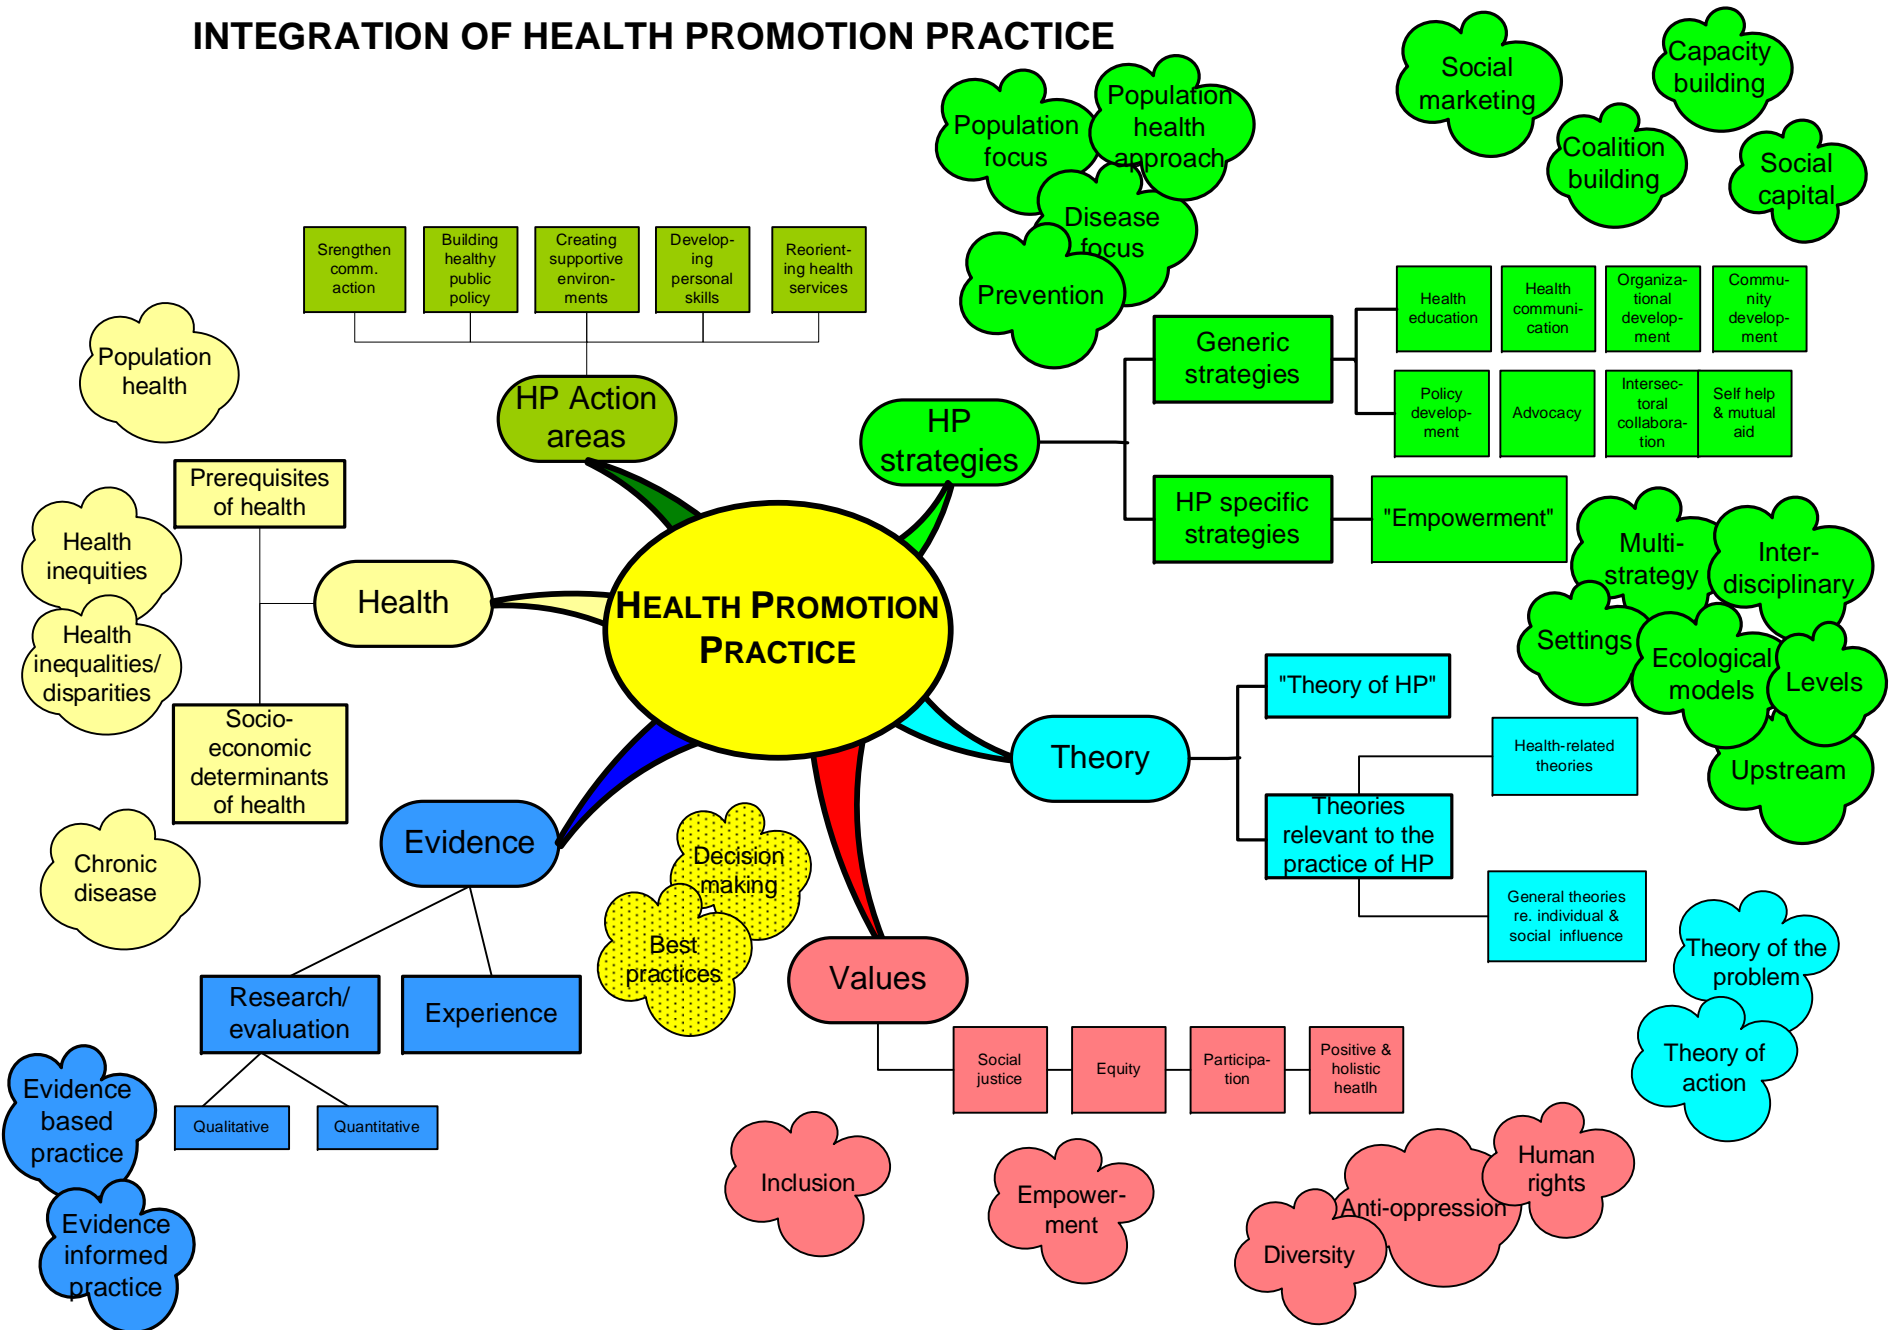 INTEGRATION OF HEALTH PROMOTION PRACTICE
Social
marketing
Capacity
building
Coalition
building
Social
capital
Population
focus
Population
health
approach
Disease
focus
Prevention
Srengthen
comm.
action
Building
healthy
public
policy
Creating
supportive
environ-
ments
Develop-
ing
personal
skills
Reorient-
ing health
services
HP Action
areas
HP
strategies
Generic
strategies
Health
education
Health
communi-
cation
Organiza-
tional
develop-
ment
Commu-
nity
develop-
ment
Policy
develop-
ment
Advocacy
Intersec-
toral
collabora-
tion
Self help
& mutual
aid
HP specific
strategies
"Empowerment"
Multi-
strategy
Inter-
disciplinary
Settings
Ecological
models
Levels
Upstream
Population
health
Prerequisites
of health
Health
inequities
Health
inequalities/
disparities
Health
Socio-
economic
determinants
of health
Chronic
disease
HEALTH PROMOTION
PRACTICE
Theory
"Theory of HP"
Theories
relevant to the
practice of HP
Health-related
theories
General theories
re. individual &
social influence
Theory of the
problem
Theory of
action
Evidence
Research/
evaluation
Experience
Qualitative
Quantitative
Evidence
based
practice
Evidence
informed
practice
Decision
making
Best
practices
Values
Social
justice
Equity
Participa-
tion
Positive &
holistic
heatlh
Inclusion
Empower-
ment
Diversity
Anti-oppression
Human
rights